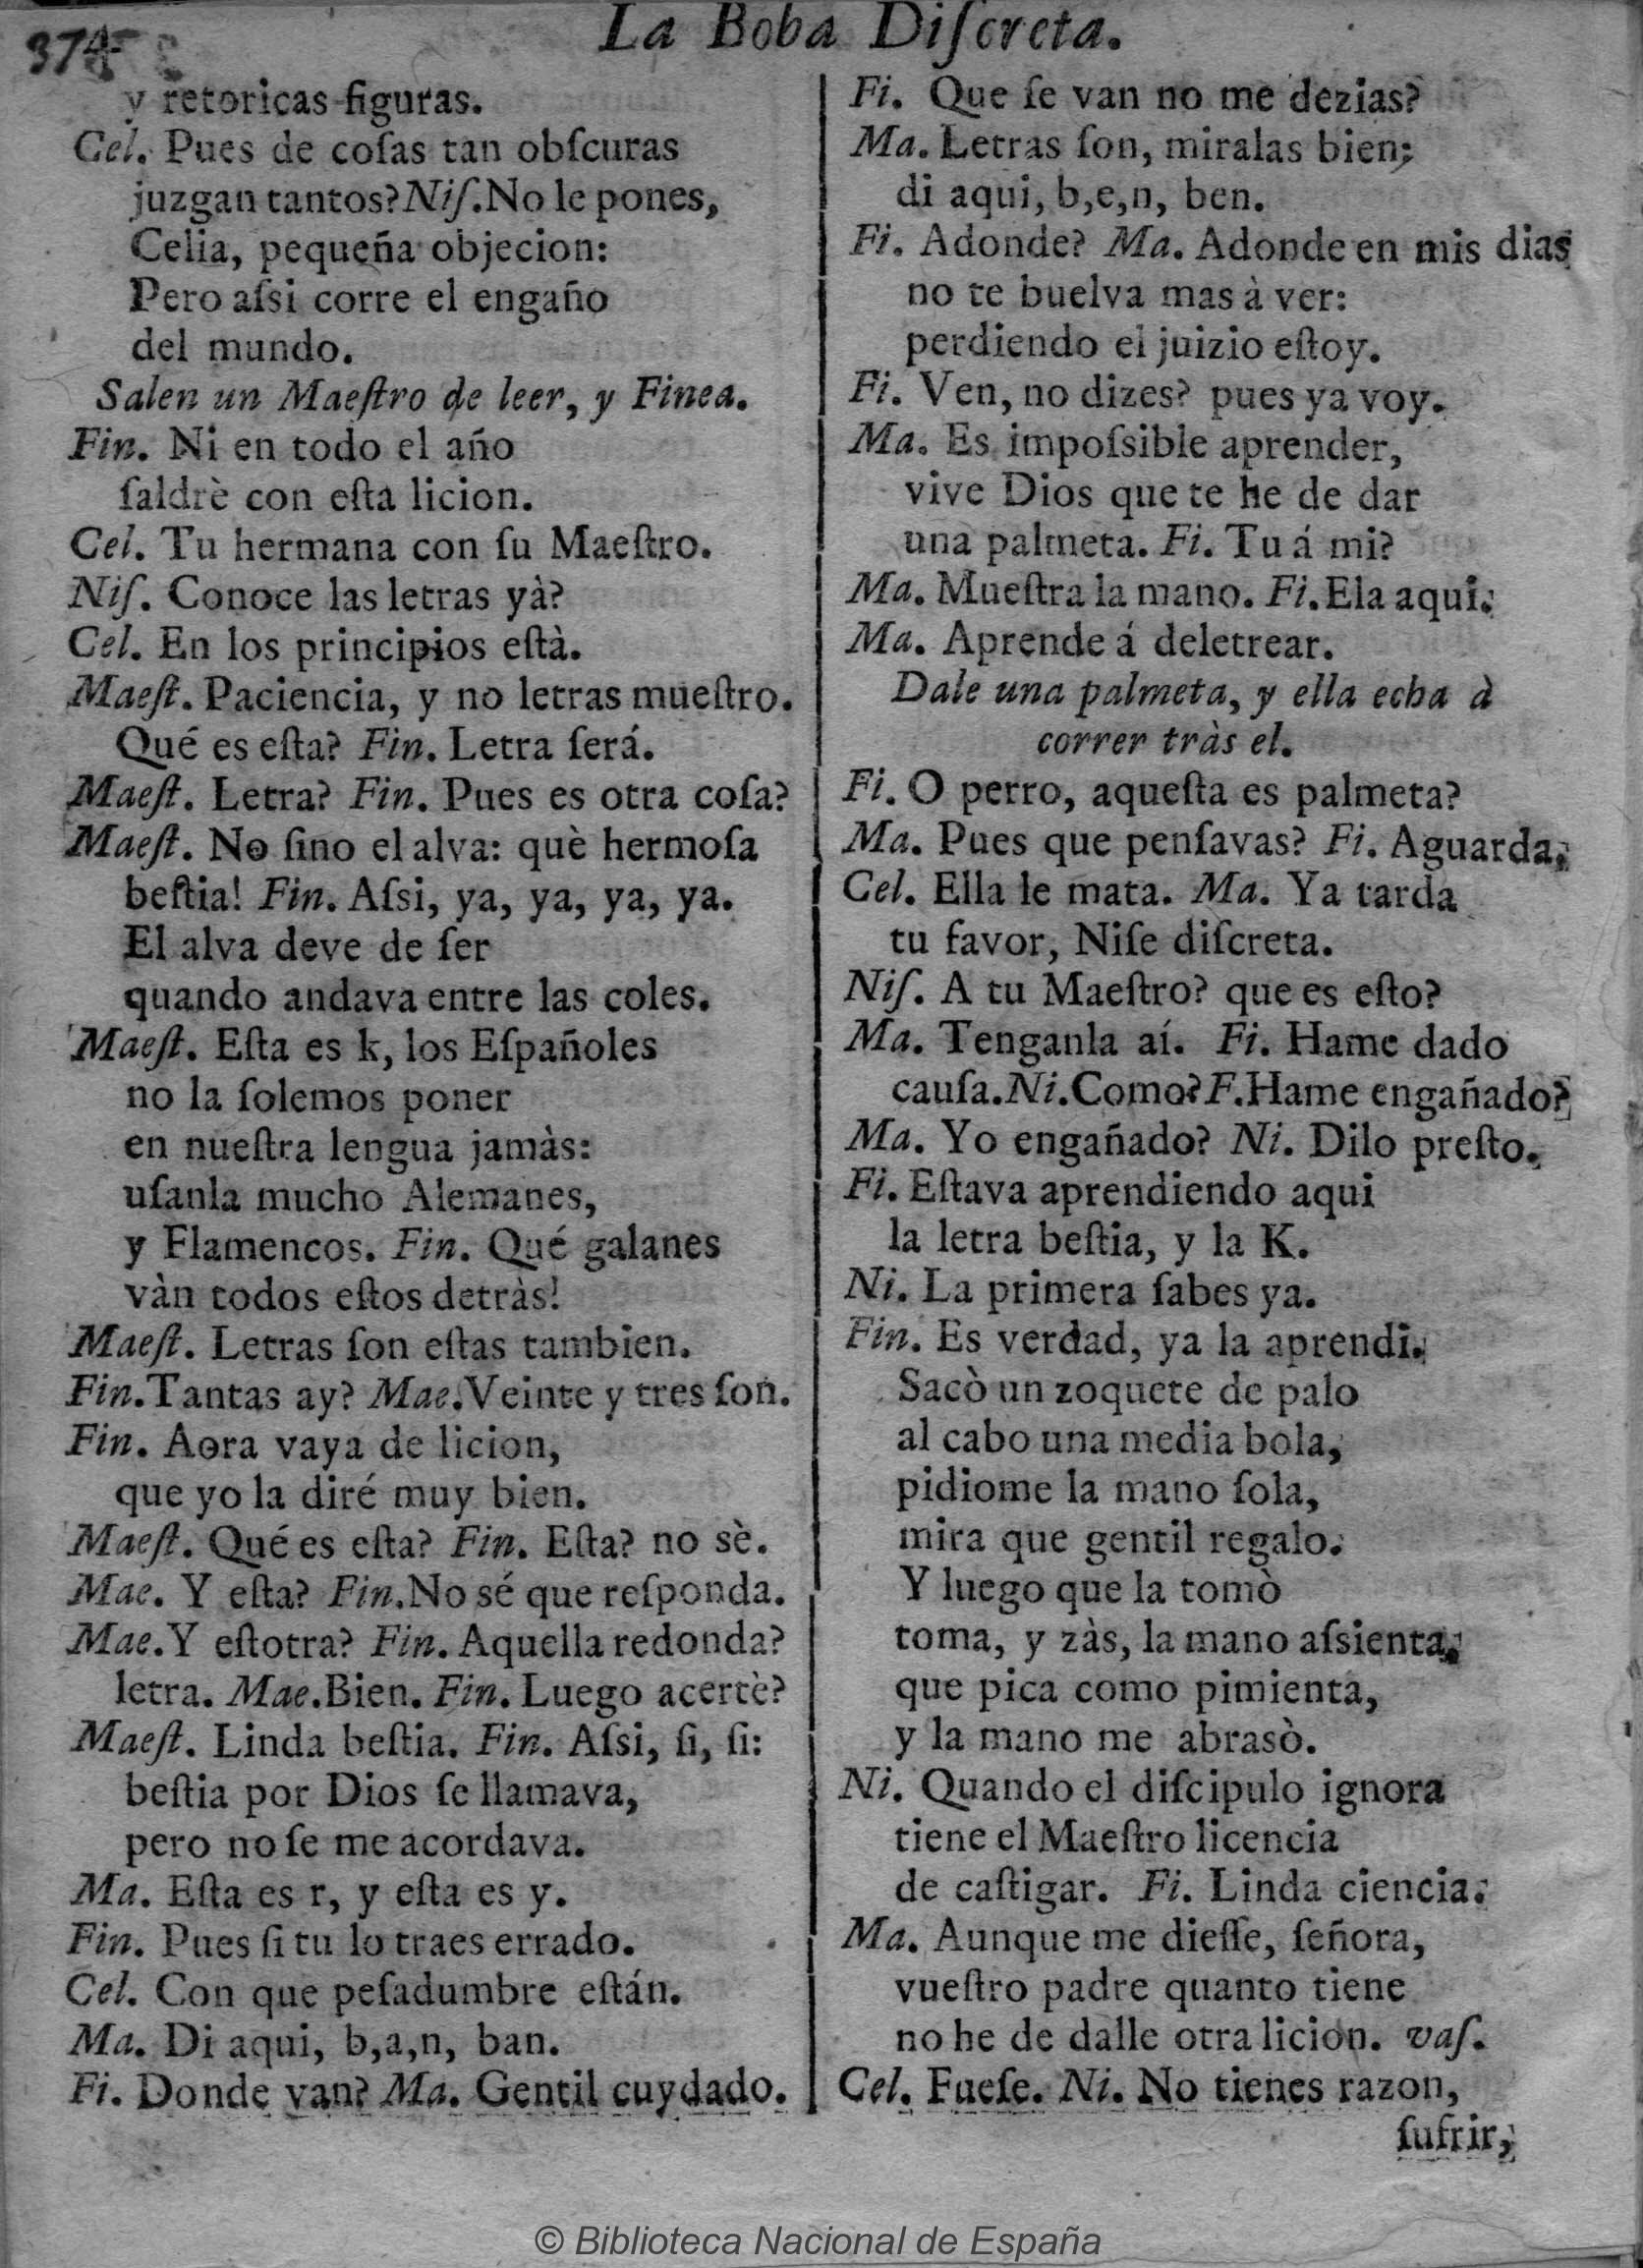 374
La Boba Diſcreta.
y retoricas figuras.
Cel. Pues de coſas tan obſcuras
juzgan tantos? Niſ. No le pones,
Celia, pequeña objecion:
Pero aſsi corre el engaño
del mundo.
Salen un Maeſtro de leer, y Finea.
Fin. Ni en todo el año
ſaldrè con eſta licion.
Cel. Tu hermana con ſu Maeſtro.
Niſ. Conoce las letras yà?
Cel. En los principios eſtà.
Maeſt. Paciencia, y no letras mueſtro.
Qué es eſta? Fin. Letra ſerá.
Maeſt. Letra? Fin. Pues es otra coſa?
Maeſt. No ſino el alva: què hermoſa
beſtia! Fin. Aſsi, ya, ya, ya, ya.
El alva deve de ſer
quando andava entre las coles.
Maeſt. Eſta es k, los Eſpañoles
no la ſolemos poner
en nueſtra lengua jamàs:
uſanla mucho Alemanes,
y Flamencos. Fin. Qué galanes
vàn todos eſtos detràs!
Maeſt. Letras ſon eſtas tambien.
Fin. Tantas ay? Mae. Veinte y tres ſon.
Fin. Aora vaya de licion,
que yo la diré muy bien.
Maeſt. Qué es eſta? Fin. Eſta? no sè.
Mae. Y eſta? Fin. No sé que reſponda.
Mae. Y eſtotra? Fin. Aquella redonda?
letra. Mae. Bien. Fin. Luego acertè?
Maeſt. Linda beſtia. Fin. Aſsi, ſi, ſi:
beſtia por Dios ſe llamava,
pero no ſe me acordava.
Ma. Eſta es r, y eſta es y.
Fin. Pues ſi tu lo traes errado.
Cel. Con que peſadumbre eſtán.
Ma. Di aqui, b,a,n, ban.
Fi. Donde van? Ma. Gentil cuydado.
Fi. Que ſe van no me dezias?
Ma. Letras ſon, miralas bien;
di aqui, b,e,n, ben.
Fi. Adonde? Ma. Adonde en mis dias
no te buelva mas à ver:
perdiendo el juizio eſtoy.
Fi. Ven, no dizes? pues ya voy.
Ma. Es impoſsible aprender,
vive Dios que te he de dar
una palmeta. Fi. Tu á mi?
Ma. Mueſtra la mano. Fi. Ela aqui.
Ma. Aprende á deletrear.
Dale una palmeta, y ella echa à
correr tràs el.
Fi. O perro, aqueſta es palmeta?
Ma. Pues que penſavas? Fi. Aguarda,
Cel. Ella le mata. Ma. Ya tarda
tu favor, Niſe diſcreta.
Niſ. A tu Maeſtro? que es eſto?
Ma. Tenganla aí. Fi. Hame dado
cauſa. Ni. Como? F. Hame engañado?
Ma. Yo engañado? Ni. Dilo preſto.
Fi. Eſtava aprendiendo aqui
la letra beſtia, y la K.
Ni. La primera ſabes ya.
Fin. Es verdad, ya la aprendi.
Sacò un zoquete de palo
al cabo una media bola,
pidiome la mano ſola,
mira que gentil regalo.
Y luego que la tomò
toma, y zàs, la mano aſsienta,
que pica como pimienta,
y la mano me abrasò.
Ni. Quando el diſcipulo ignora
tiene el Maeſtro licencia
de caſtigar. Fi. Linda ciencia.
Ma. Aunque me dieſſe, ſeñora,
vueſtro padre quanto tiene
no he de dalle otra licion. vaſ.
Cel. Fueſe. Ni. No tienes razon,
ſufrir,
© Biblioteca Nacional de España